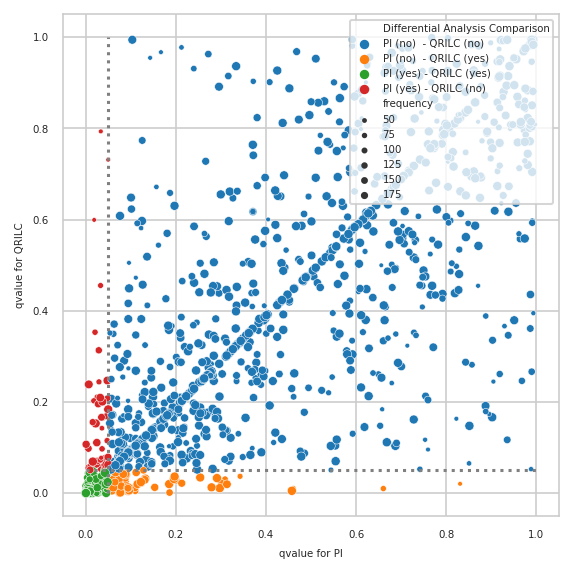 Differential Analysis Comparison
PI (no)  - QRILC (no)
PI (no)  - QRILC (yes)
PI (yes) - QRILC (yes)
PI (yes) - QRILC (no)
frequency
50
75
100
125
150
175
1.0
0.8
0.6
0.4
0.2
0.0
qvalue for QRILC
0.0 0.2 0.4 0.6 0.8 1.0
qvalue for PI